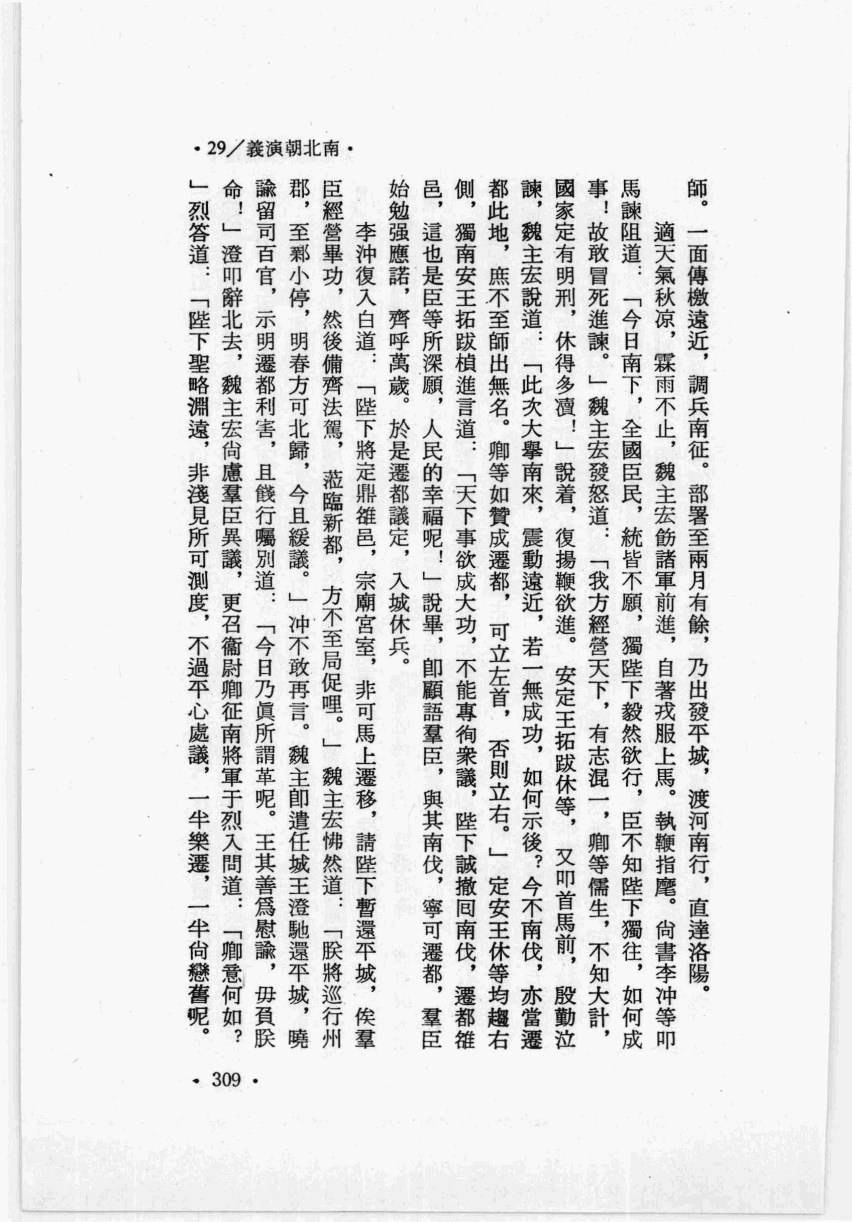 •南北朝演義/29•
師。一面傳檄遠近，調兵南征。部署至兩月有餘，乃出發平城，渡河南行，直達洛陽。
適天氣秋涼，霖雨不止，魏主宏飭諸軍前進，自著戎服上馬。執鞭指麾。尙書李冲等叩
馬諫阻道：「今日南下，全國臣民，統皆不願，獨陛下毅然欲行，臣不知陛下獨往，如何成
事！故敢冒死進諫。」魏主宏發怒道：「我方經營天下，有志混一，卿等儒生，不知大計，
國家定有明刑，休得多瀆！」說着，復揚鞭欲進。安定王拓跋休等，又叩首馬前，殷勤泣
諫，魏主宏說道：「此次大擧南來，震動遠近，若一無成功，如何示後？今不南伐，亦當遷
都此地，庶不至師出無名。卿等如贊成遷都，可立左首，否則立右。」定安王休等均趨右
側，獨南安王拓跋楨進言道：「天下事欲成大功，不能專徇衆議，陛下誠撤回南伐，遷都雒
邑，這也是臣等所深願，人民的幸福呢！」說畢，卽顧語羣臣，與其南伐，寧可遷都，羣臣
始勉强應諾，齊呼萬歲。於是遷都議定，入城休兵。
李沖復入白道：「陛下將定鼎雒邑，宗廟宮室，非可馬上遷移，請陛下暫還平城，俟羣
臣經營畢功，然後備齊法駕，蒞臨新都，方不至局促哩。」魏主宏怫然道：「朕將巡行州
郡，至鄴小停，明春方可北歸，今且緩議。」冲不敢再言。魏主卽遣任城王澄馳還平城，曉
諭留司百官，示明遷都利害，且餞行囑別道：「今日乃眞所謂革呢。王其善爲慰諭，毋負朕
命！」澄叩辭北去，魏主宏尙慮羣臣異議，更召衞尉卿征南將軍于烈入問道：「卿意何如？
」烈答道：「陛下聖略淵遠，非淺見所可測度，不過平心處議，一半樂遷，一半尙戀舊呢。
•309•